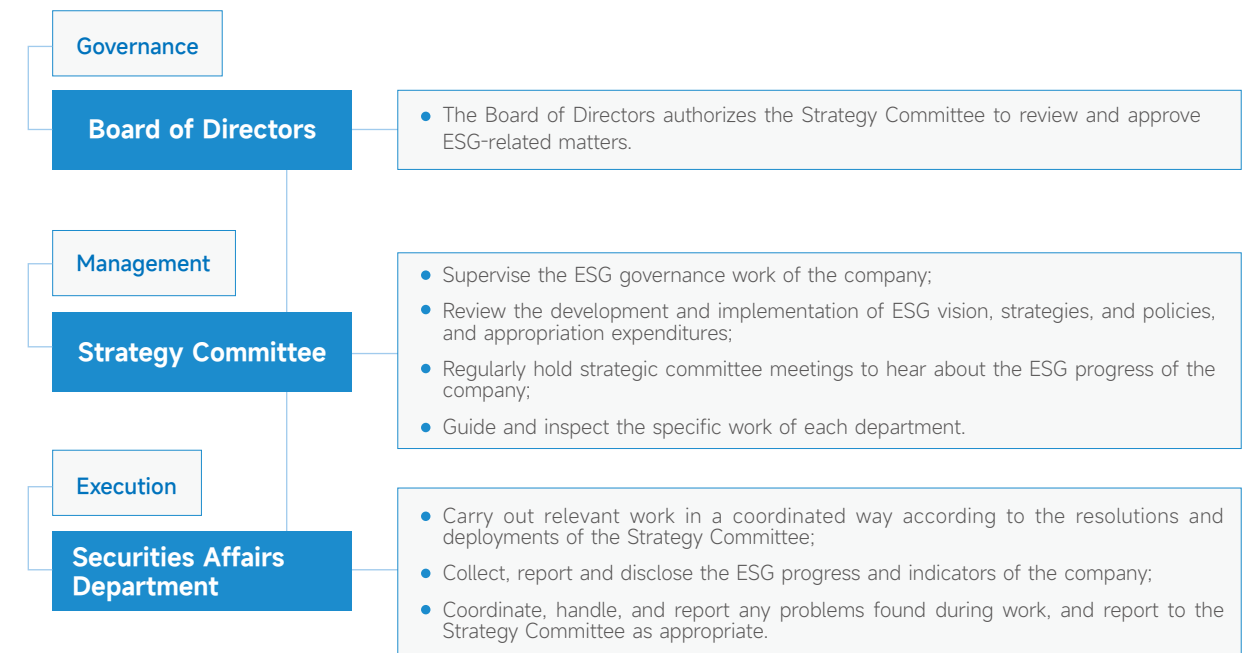 Governance
Board of Directors
• The Board of Directors authorizes the Strategy Committee to review and approve
ESG-related matters.
Management
Strategy Committee
• Supervise the ESG governance work of the company;
• Review the development and implementation of ESG vision, strategies, and policies,
and appropriation expenditures;
• Regularly hold strategic committee meetings to hear about the ESG progress of the
company;
• Guide and inspect the specific work of each department.
Execution
Securities Affairs
Department
• Carry out relevant work in a coordinated way according to the resolutions and
deployments of the Strategy Committee;
• Collect, report and disclose the ESG progress and indicators of the company;
• Coordinate, handle, and report any problems found during work, and report to the
Strategy Committee as appropriate.